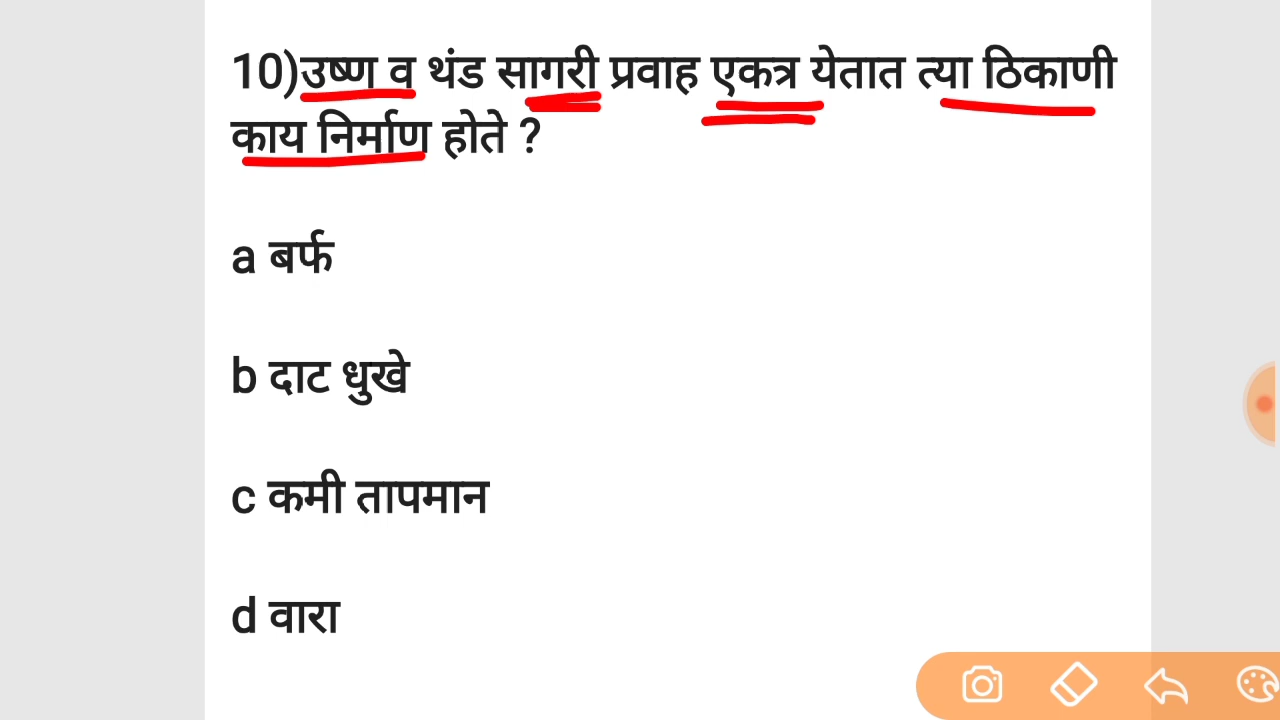 10)उष्ण व थंड सागरी प्रवाह एकत्र येतात त्या ठिकाणी
काय निर्माण होते ?
a बर्फ
b दाट धुखे
c कमी तापमान
d वारा